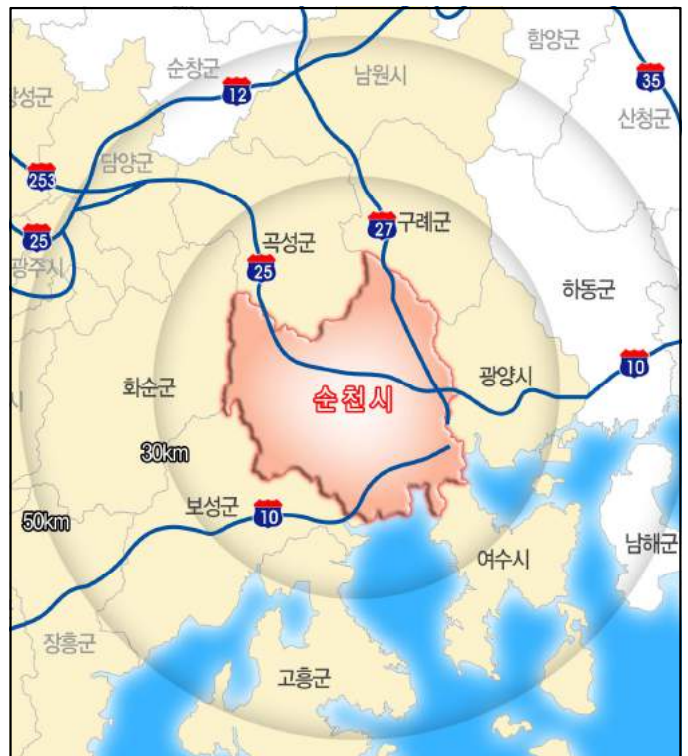 함양군
순창군
남원시
35
12
산청군
담양군
253
구례군
27
25
곡성군
광주시
25
하동군
10
화순군
광양시
순천시
30km
보성군
50km
10
남해군
여수시
장흥군
고흥군